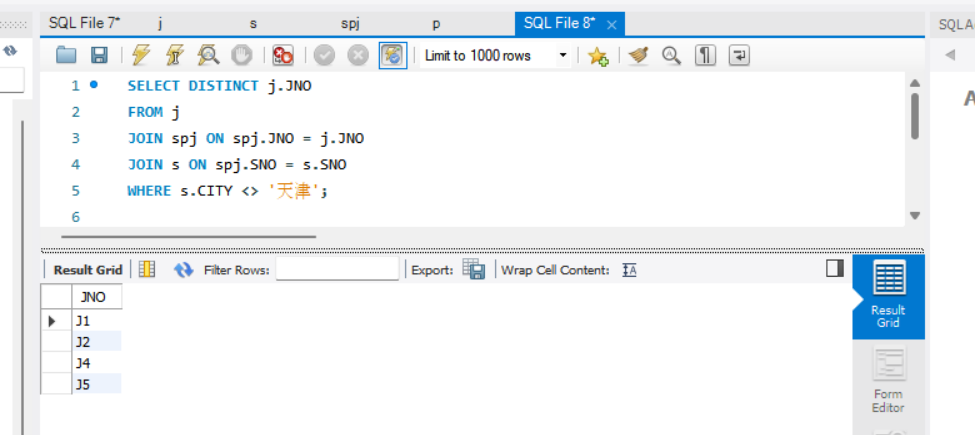 SQL File 7* j s spj p SQL File 8* × SQLA
Limit to 1000 rows
1 SELECT DISTINCT j.JNO
2 FROM j
3 JOIN spj ON spj.JNO = j.JNO
4 JOIN s ON spj.SNO = s.SNO
5 WHERE s.CITY <> '天津';
6
Result Grid Filter Rows: Export: Wrap Cell Content: IA
JNO
J1
J2
J4
J5
Result
Grid
Form
Editor